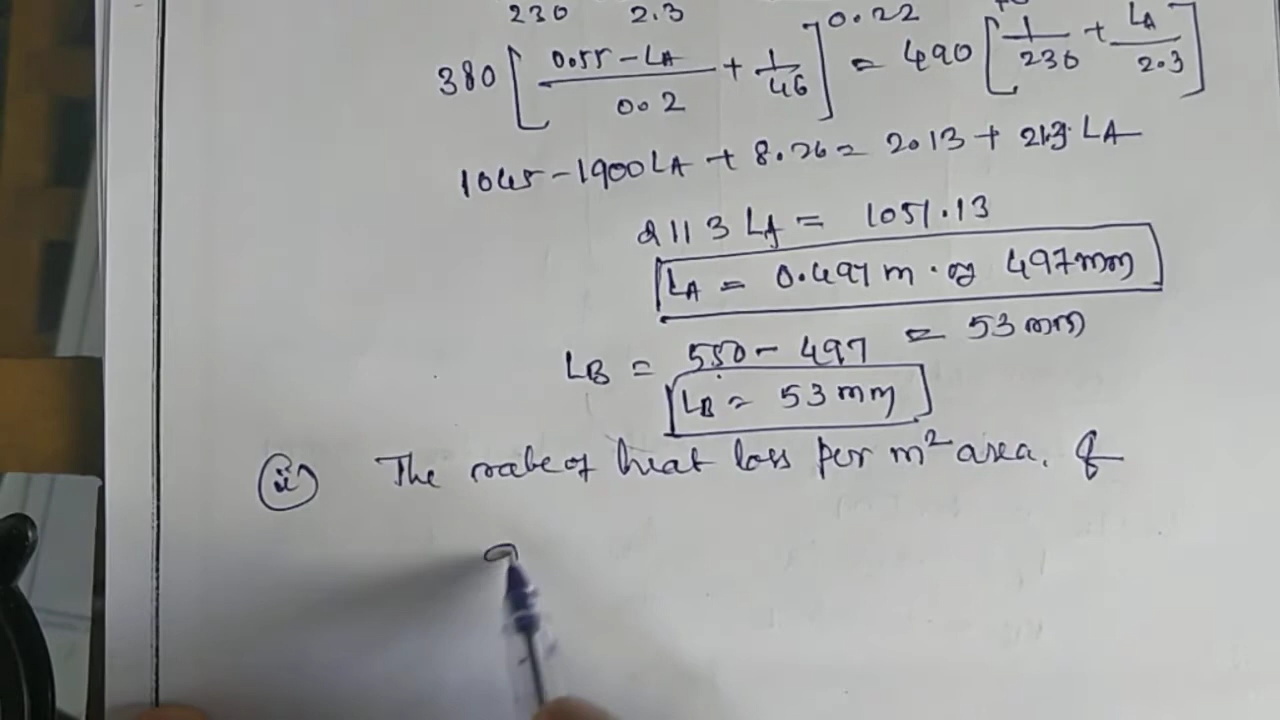 230 2.3 0.22
380 [ 0.55 - LA / 0.2 + 1/46 ] = 490 [ 1/230 + LA / 2.3 ]
1045 - 1900 LA + 8.26 = 2.13 + 213 LA
2113 LA = 1051.13
LA = 0.497 m. or 497mm
LB = 550 - 497 = 53 mm
LB = 53 mm
(ii) The rate of heat loss per m² area. q